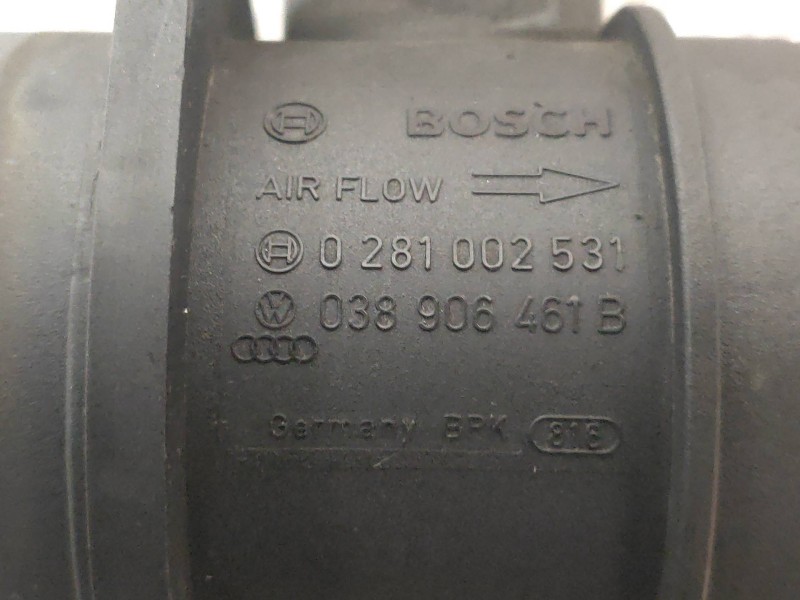 BOSCH
AIR FLOW
0 281 002 531
038 906 461 B
Germany BPK 816